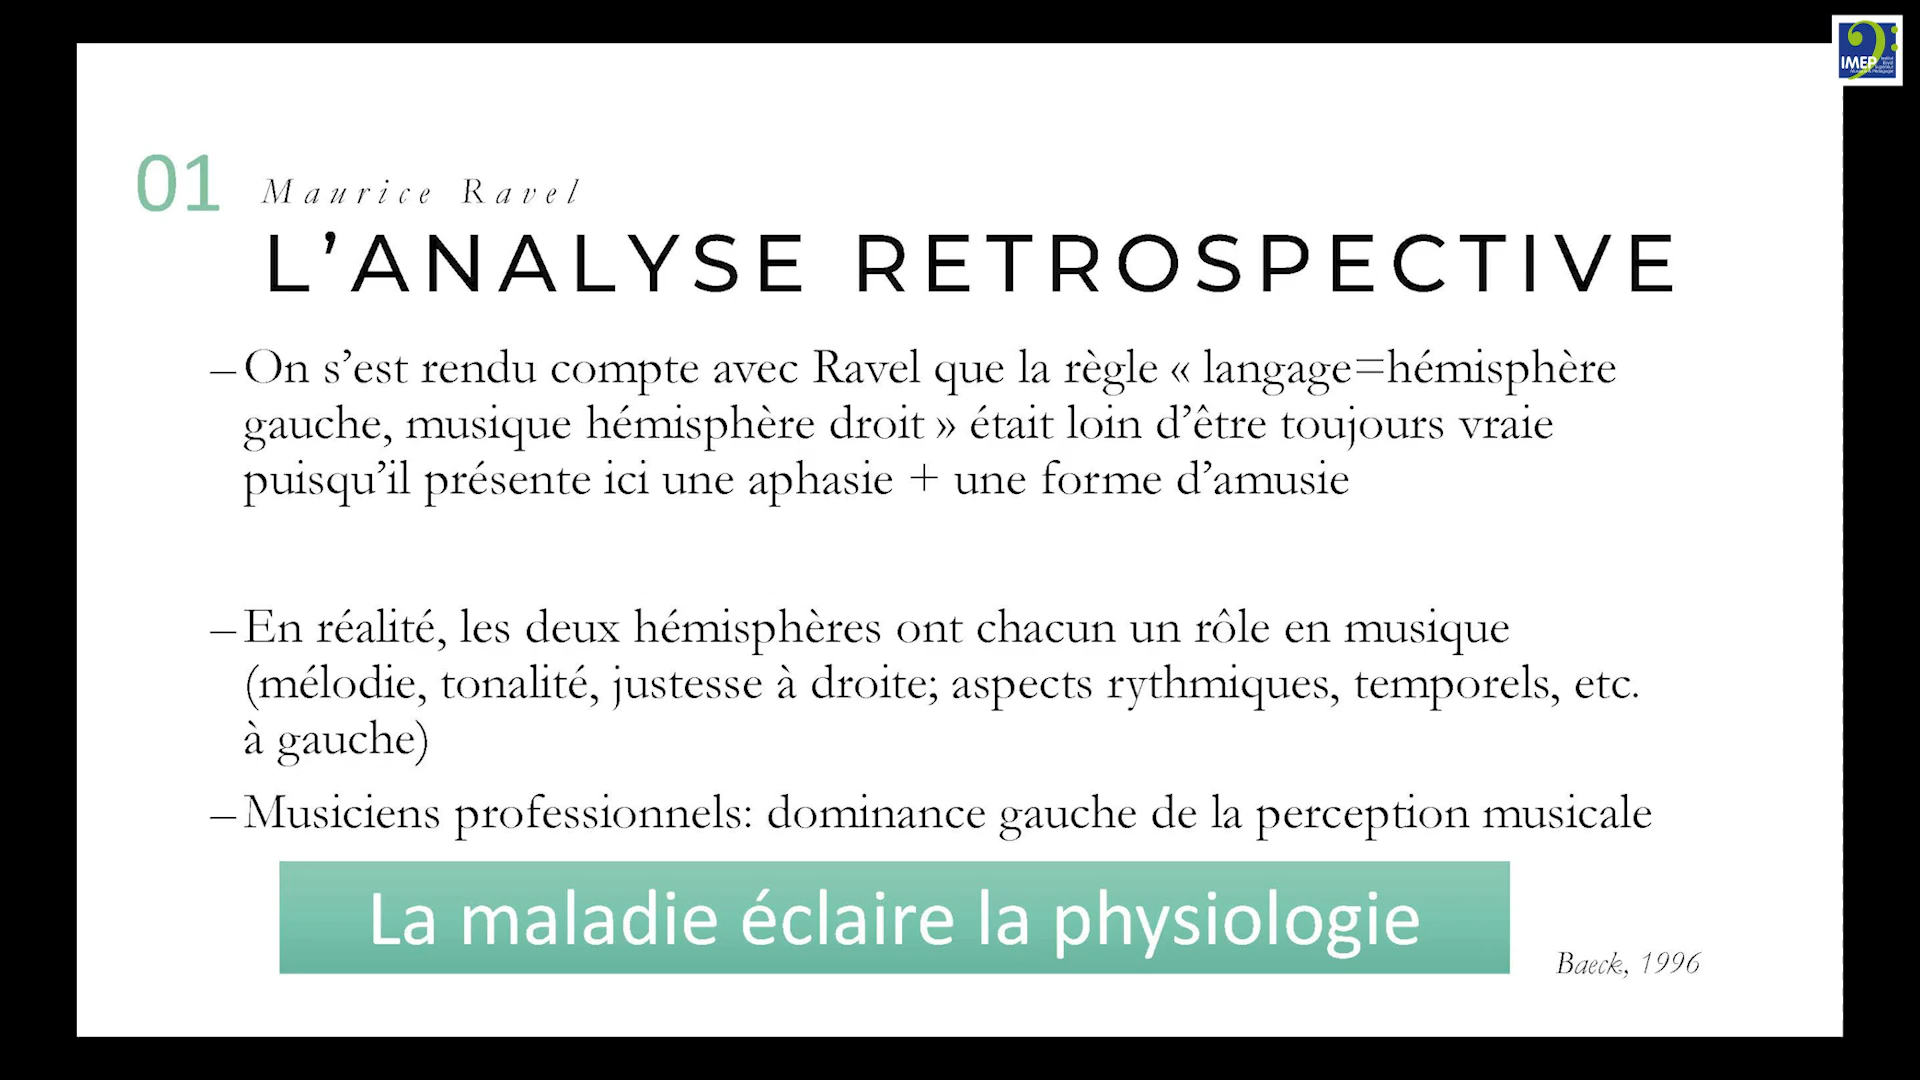 IMEP
01 Maurice Ravel
L’ANALYSE RETROSPECTIVE
– On s’est rendu compte avec Ravel que la règle « langage=hémisphère
gauche, musique hémisphère droit » était loin d’être toujours vraie
puisqu’il présente ici une aphasie + une forme d’amusie
– En réalité, les deux hémisphères ont chacun un rôle en musique
(mélodie, tonalité, justesse à droite; aspects rythmiques, temporels, etc.
à gauche)
– Musiciens professionnels: dominance gauche de la perception musicale
La maladie éclaire la physiologie
Baeck, 1996